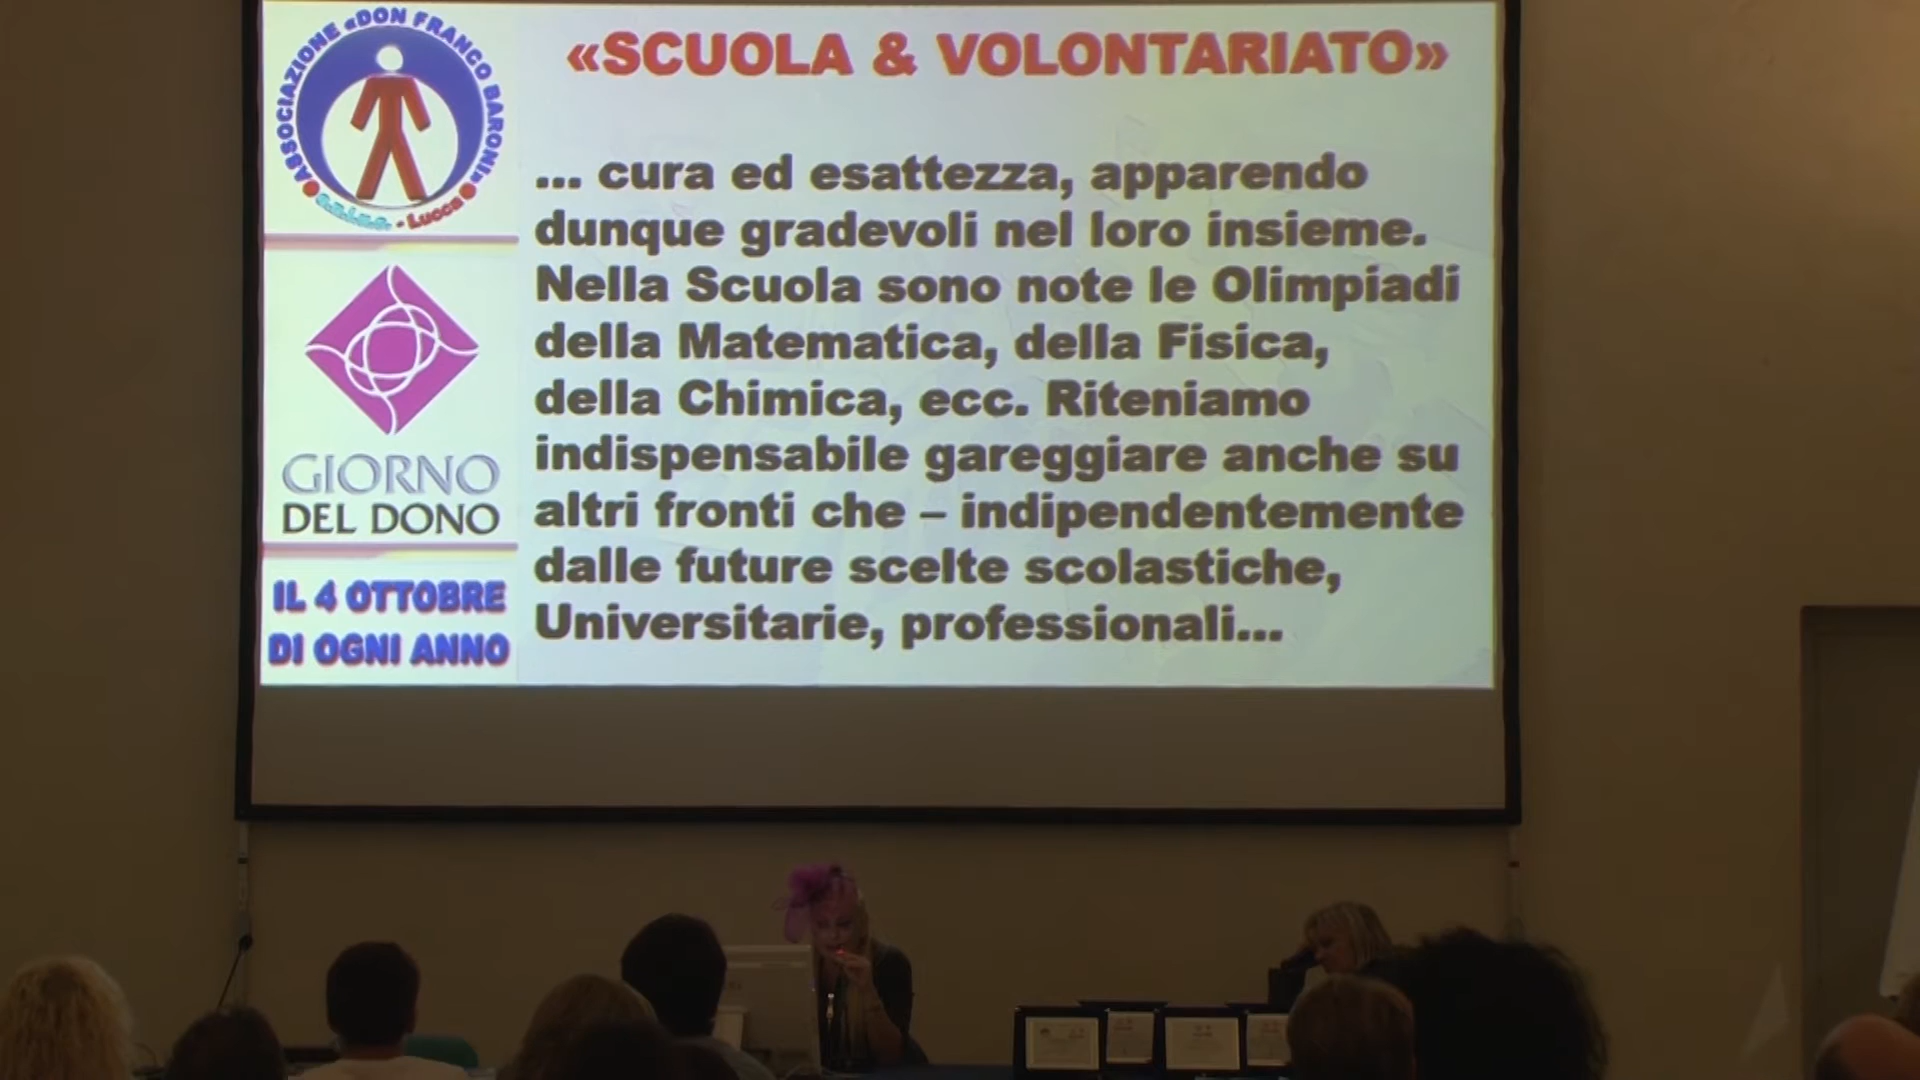 ASSOCIAZIONE «DON FRANCO BARONI»
- Lucca
GIORNO
DEL DONO
IL 4 OTTOBRE
DI OGNI ANNO
«SCUOLA & VOLONTARIATO»
... cura ed esattezza, apparendo
dunque gradevoli nel loro insieme.
Nella Scuola sono note le Olimpiadi
della Matematica, della Fisica,
della Chimica, ecc. Riteniamo
indispensabile gareggiare anche su
altri fronti che – indipendentemente
dalle future scelte scolastiche,
Universitarie, professionali...